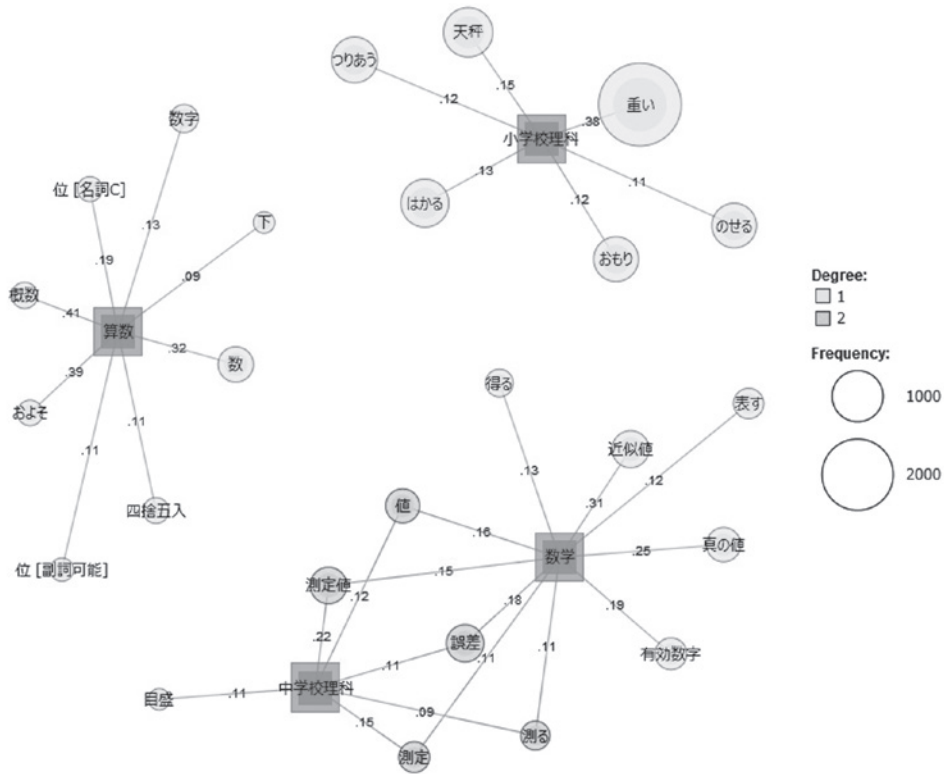 天秤
つりあう
.15
.12
重い
.38
小学校理科
.13
.11
はかる
.12
のせる
おもり
数字
位 [名詞C]
.13
下
.19
.09
概数
.41
算数
.32
数
.39
およそ
.11
.11
四捨五入
位 [副詞可能]
Degree:
1
2
Frequency:
1000
2000
得る
表す
近似値
.13
.12
.31
値
.16
数学
.25
真の値
.15
測定値
.12
.18
.19
.22
誤差
.11
.11
.11
有効数字
中学校理科
目盛
.11
.09
.15
測る
測定